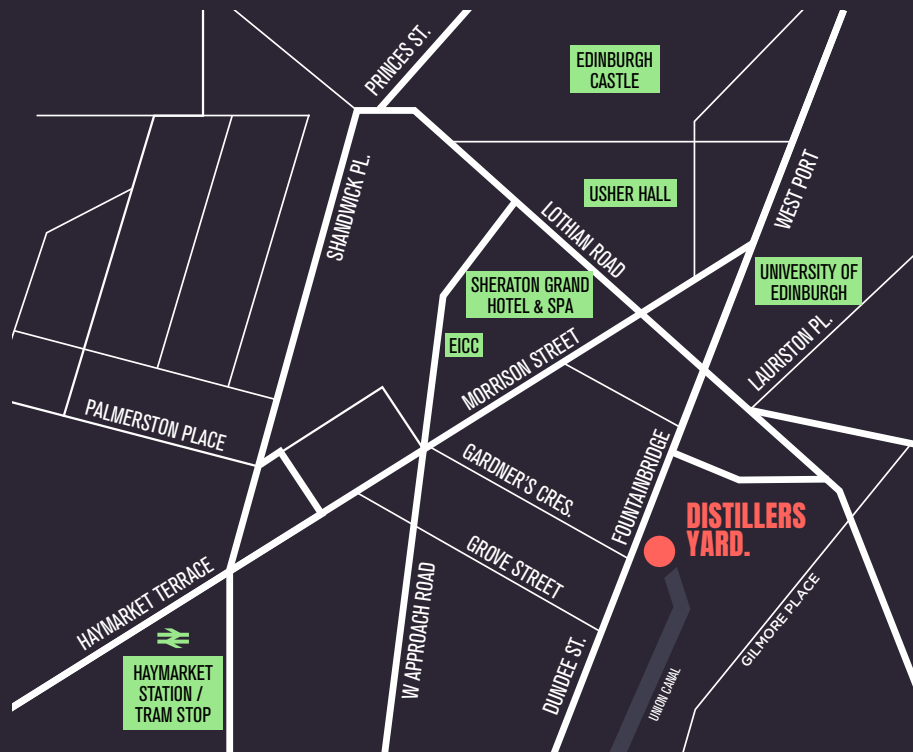 PRINCES ST.
EDINBURGH
CASTLE
SHANDWICK PL.
WEST PORT
USHER HALL
LOTHIAN ROAD
UNIVERSITY OF
EDINBURGH
SHERATON GRAND
HOTEL & SPA
EICC
MORRISON STREET
LAURISTON PL.
PALMERSTON PLACE
GARDNER'S CRES.
FOUNTAINBRIDGE
DISTILLERS
YARD.
GROVE STREET
HAYMARKET TERRACE
W APPROACH ROAD
GILMORE PLACE
HAYMARKET
STATION /
TRAM STOP
DUNDEE ST.
UNION CANAL